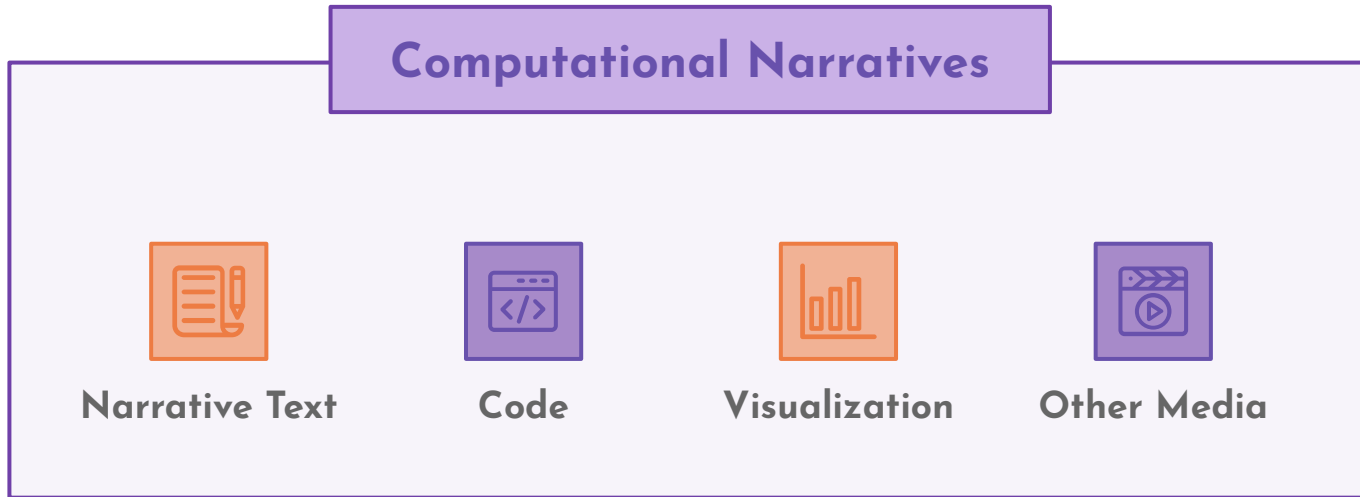 Computational Narratives
Narrative Text
Code
Visualization
Other Media